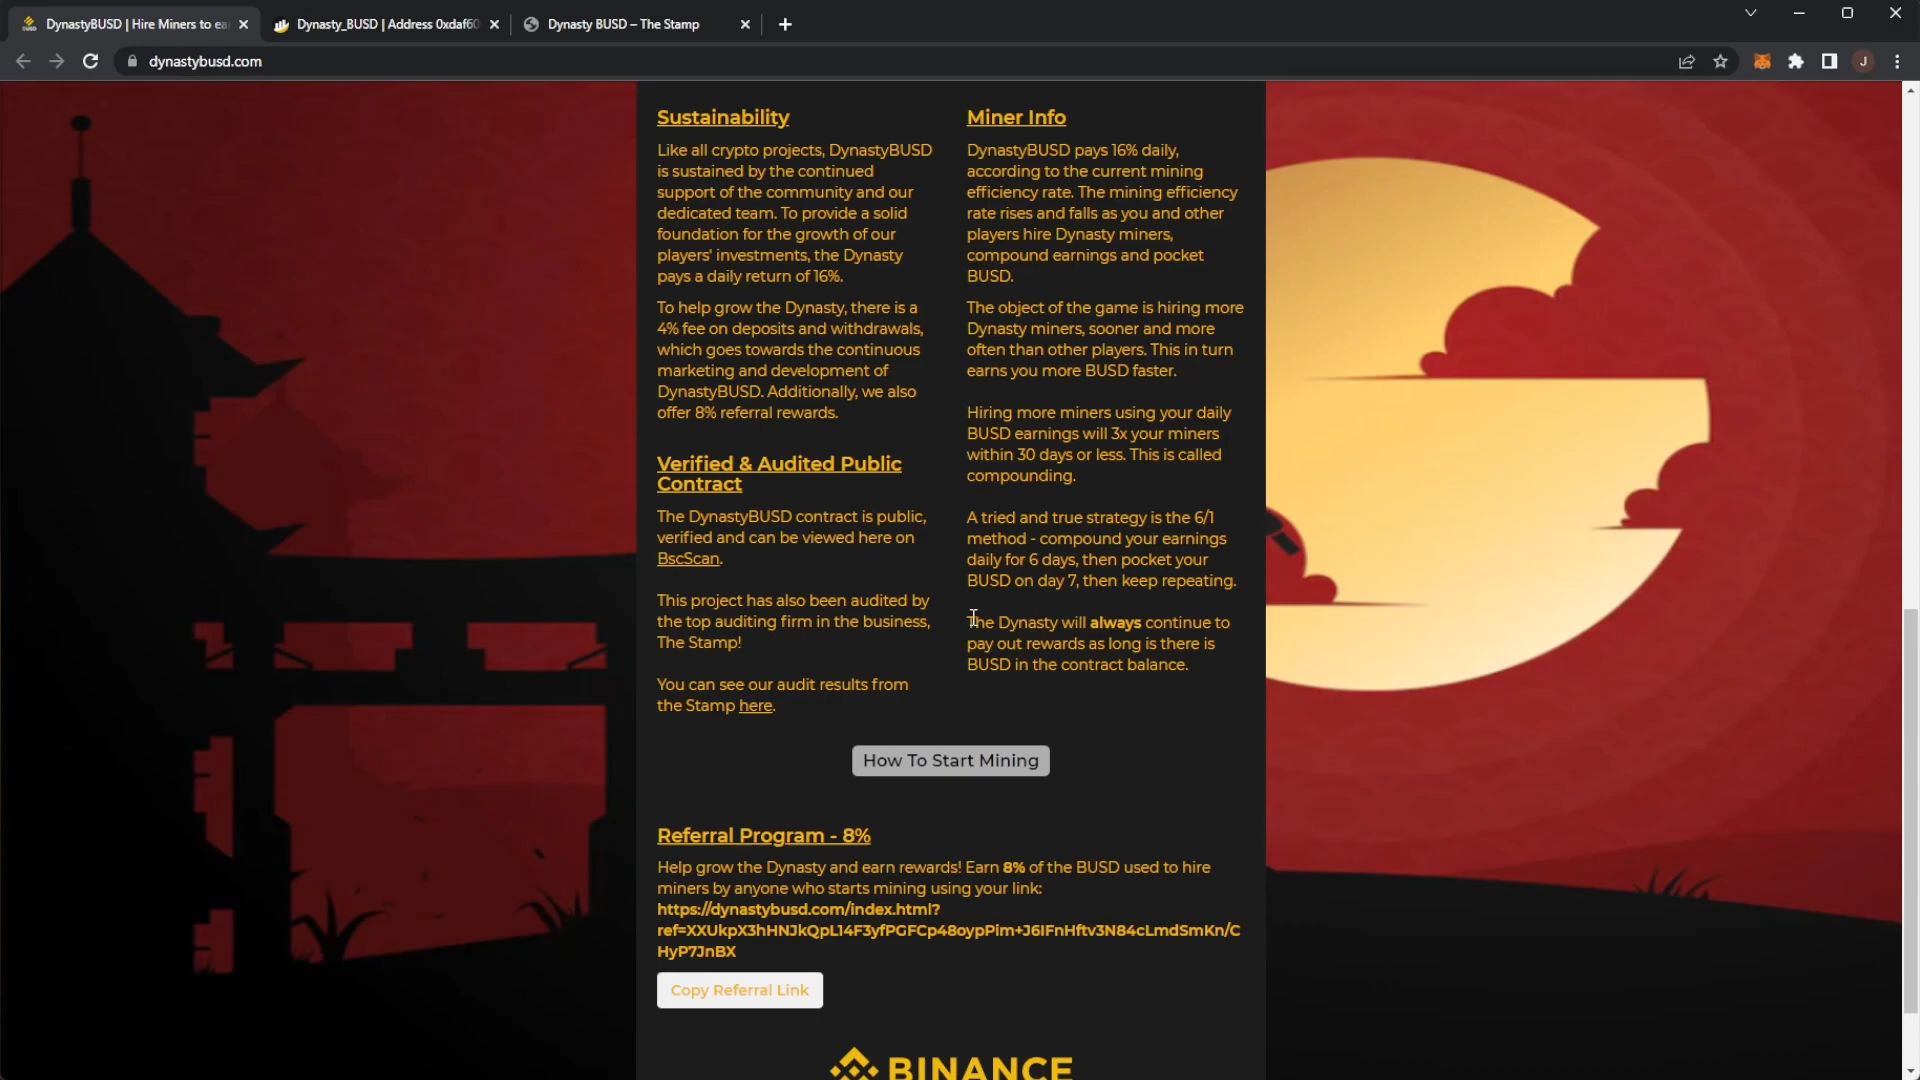 DynastyBUSD | Hire Miners to ea
Dynasty_BUSD | Address 0xdaf60
Dynasty BUSD – The Stamp
dynastybusd.com
J
Sustainability
Like all crypto projects, DynastyBUSD
is sustained by the continued
support of the community and our
dedicated team. To provide a solid
foundation for the growth of our
players' investments, the Dynasty
pays a daily return of 16%.
To help grow the Dynasty, there is a
4% fee on deposits and withdrawals,
which goes towards the continuous
marketing and development of
DynastyBUSD. Additionally, we also
offer 8% referral rewards.
Verified & Audited Public
Contract
The DynastyBUSD contract is public,
verified and can be viewed here on
BscScan.
This project has also been audited by
the top auditing firm in the business,
The Stamp!
You can see our audit results from
the Stamp here.
Miner Info
DynastyBUSD pays 16% daily,
according to the current mining
efficiency rate. The mining efficiency
rate rises and falls as you and other
players hire Dynasty miners,
compound earnings and pocket
BUSD.
The object of the game is hiring more
Dynasty miners, sooner and more
often than other players. This in turn
earns you more BUSD faster.
Hiring more miners using your daily
BUSD earnings will 3x your miners
within 30 days or less. This is called
compounding.
A tried and true strategy is the 6/1
method - compound your earnings
daily for 6 days, then pocket your
BUSD on day 7, then keep repeating.
The Dynasty will always continue to
pay out rewards as long is there is
BUSD in the contract balance.
How To Start Mining
Referral Program - 8%
Help grow the Dynasty and earn rewards! Earn 8% of the BUSD used to hire
miners by anyone who starts mining using your link:
https://dynastybusd.com/index.html?
ref=XXUkpX3hHNJkQpL14F3yfPGFCp48oypPim+J6IFnHftv3N84cLmdSmKn/C
HyP7JnBX
Copy Referral Link
BINANCE